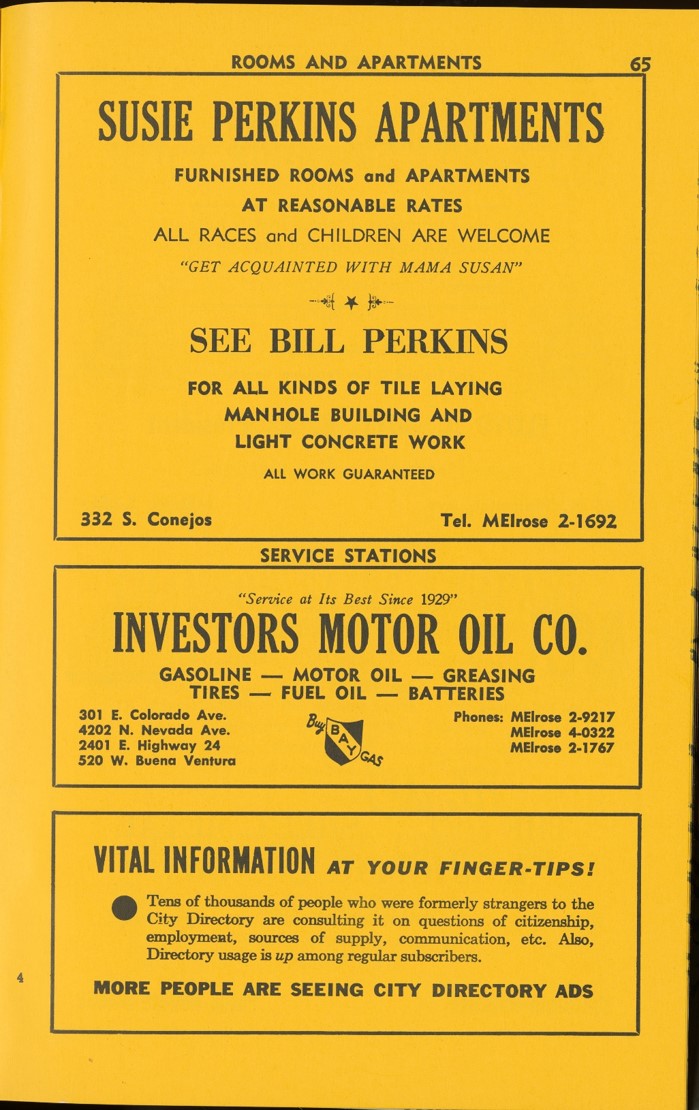 ROOMS AND APARTMENTS 65
SUSIE PERKINS APARTMENTS
FURNISHED ROOMS and APARTMENTS
AT REASONABLE RATES
ALL RACES and CHILDREN ARE WELCOME
"GET ACQUAINTED WITH MAMA SUSAN"
SEE BILL PERKINS
FOR ALL KINDS OF TILE LAYING
MANHOLE BUILDING AND
LIGHT CONCRETE WORK
ALL WORK GUARANTEED
332 S. Conejos Tel. MElrose 2-1692
SERVICE STATIONS
"Service at Its Best Since 1929"
INVESTORS MOTOR OIL CO.
GASOLINE — MOTOR OIL — GREASING
TIRES — FUEL OIL — BATTERIES
301 E. Colorado Ave.
4202 N. Nevada Ave.
2401 E. Highway 24
520 W. Buena Ventura
Buy
BAY
GAS
Phones: MElrose 2-9217
MElrose 4-0322
MElrose 2-1767
VITAL INFORMATION AT YOUR FINGER-TIPS!
Tens of thousands of people who were formerly strangers to the
City Directory are consulting it on questions of citizenship,
employment, sources of supply, communication, etc. Also,
Directory usage is up among regular subscribers.
MORE PEOPLE ARE SEEING CITY DIRECTORY ADS
4